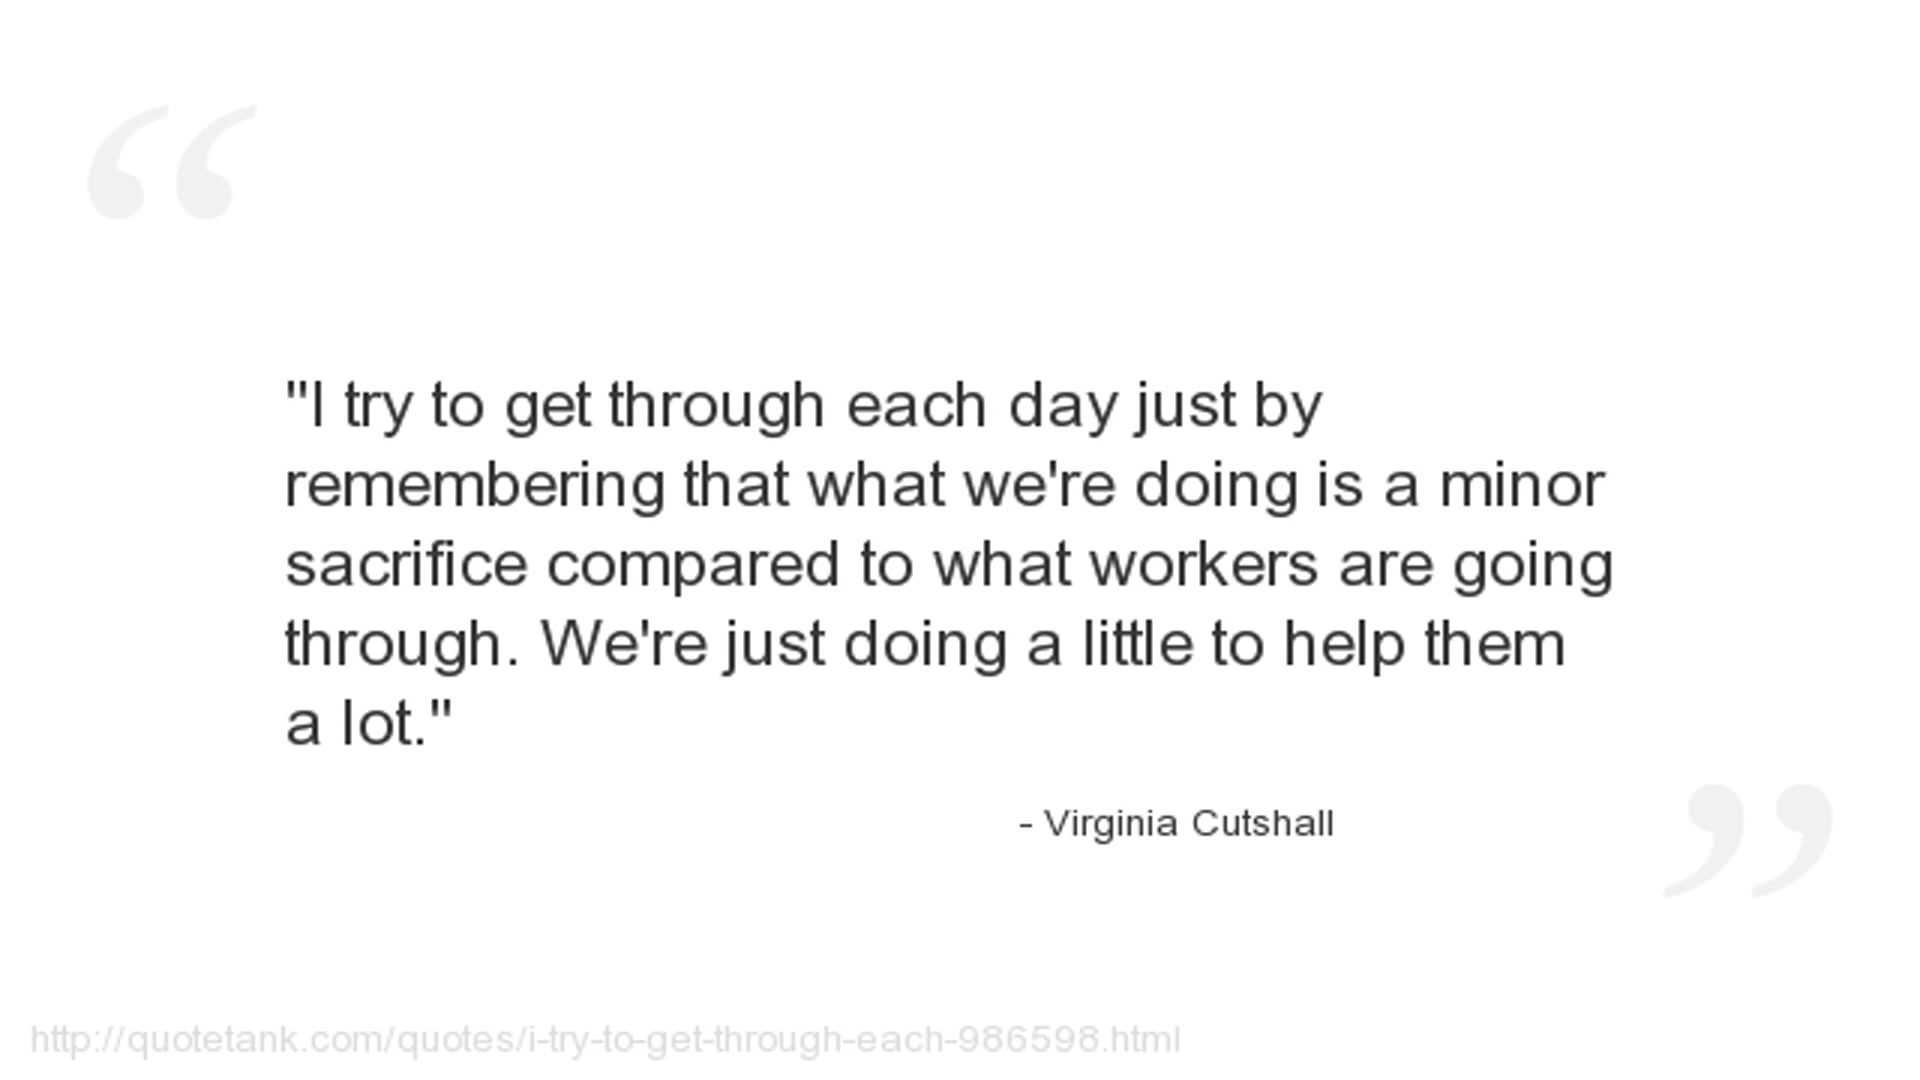 "I try to get through each day just by
remembering that what we're doing is a minor
sacrifice compared to what workers are going
through. We're just doing a little to help them
a lot."
- Virginia Cutshall
http://quotetank.com/quotes/i-try-to-get-through-each-986598.html